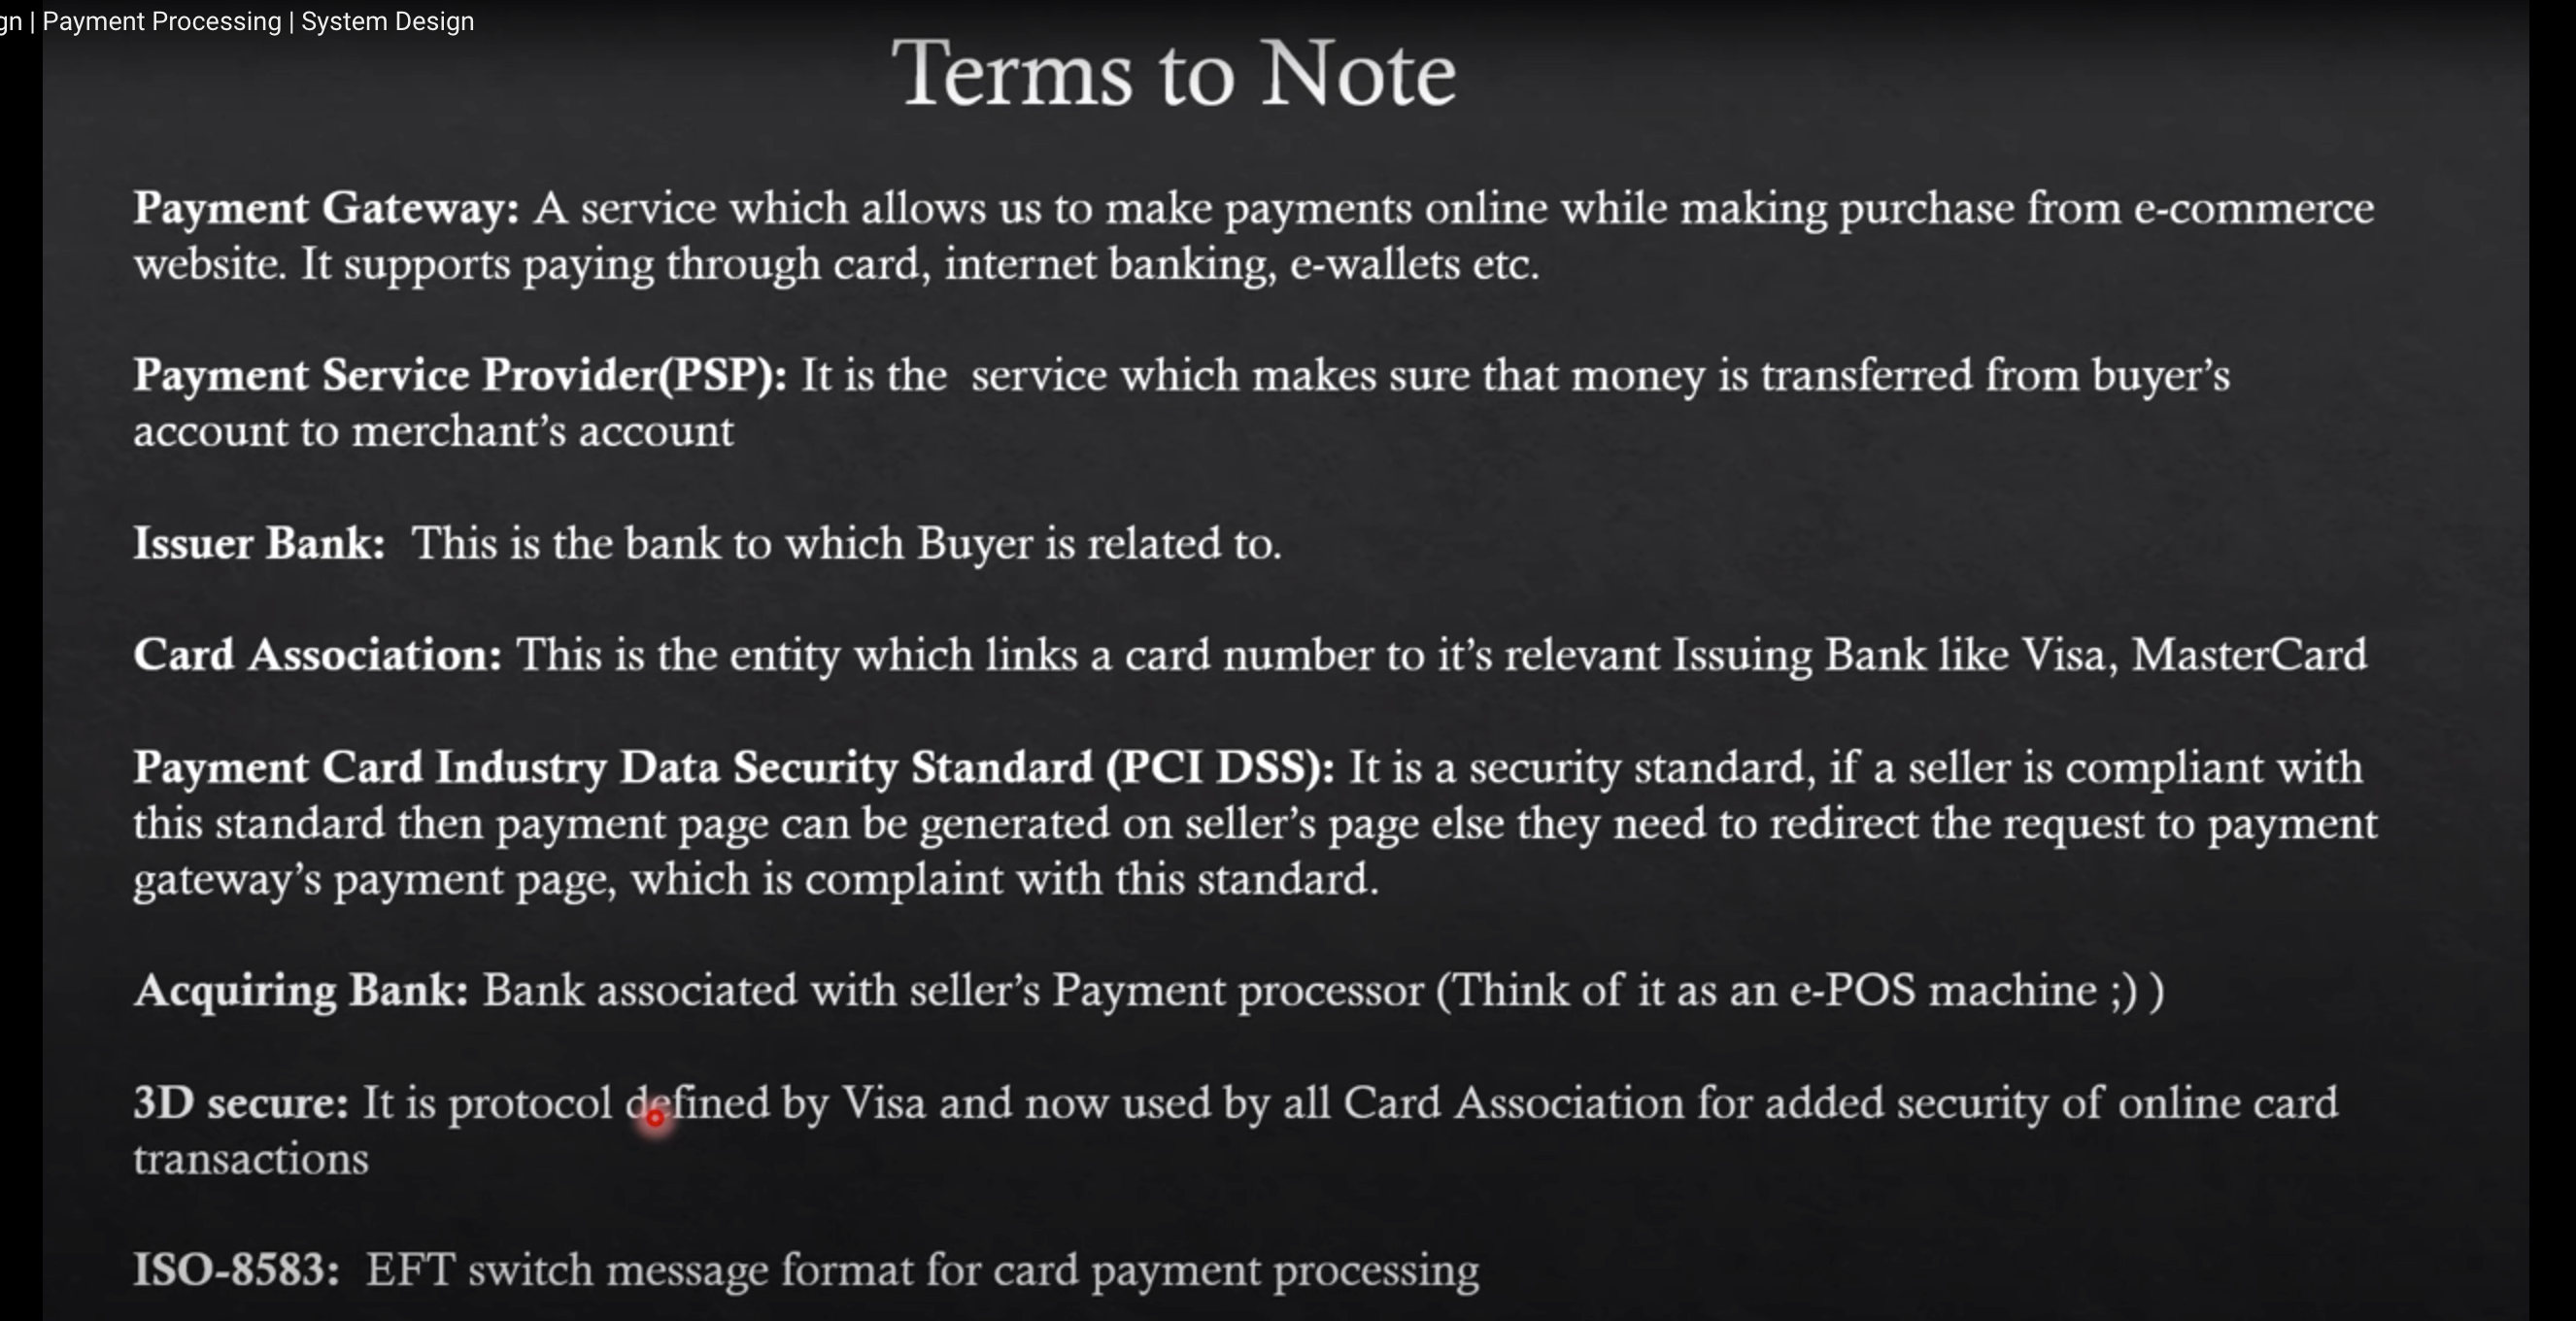 gn | Payment Processing | System Design
Terms to Note
Payment Gateway: A service which allows us to make payments online while making purchase from e-commerce
website. It supports paying through card, internet banking, e-wallets etc.
Payment Service Provider(PSP): It is the  service which makes sure that money is transferred from buyer’s
account to merchant’s account
Issuer Bank:  This is the bank to which Buyer is related to.
Card Association: This is the entity which links a card number to it’s relevant Issuing Bank like Visa, MasterCard
Payment Card Industry Data Security Standard (PCI DSS): It is a security standard, if a seller is compliant with
this standard then payment page can be generated on seller’s page else they need to redirect the request to payment
gateway’s payment page, which is complaint with this standard.
Acquiring Bank: Bank associated with seller’s Payment processor (Think of it as an e-POS machine ;) )
3D secure: It is protocol defined by Visa and now used by all Card Association for added security of online card
transactions
ISO-8583:  EFT switch message format for card payment processing